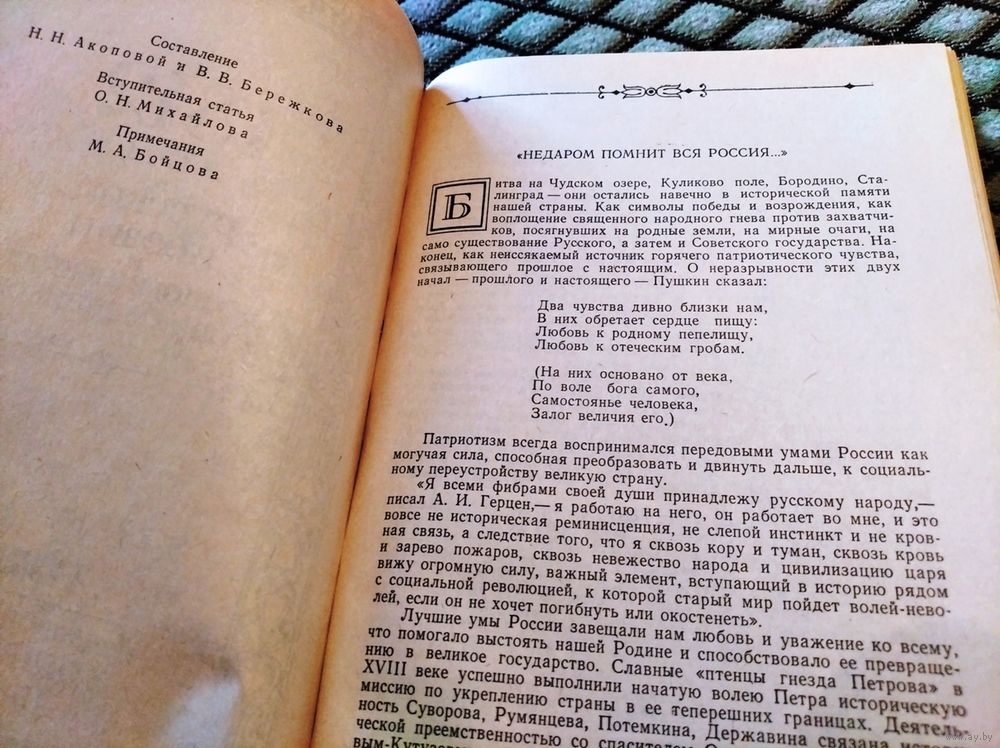 Составление
Н. Н. Акоповой и В. В. Бережкова
Вступительная статья
О. Н. Михайлова
Примечания
М. А. Бойцова
«НЕДАРОМ ПОМНИТ ВСЯ РОССИЯ...»
Битва на Чудском озере, Куликово поле, Бородино, Ста-
линград — они остались навечно в исторической памяти
нашей страны. Как символы победы и возрождения, как
воплощение священного народного гнева против захватчи-
ков, посягнувших на родные земли, на мирные очаги, на
само существование Русского, а затем и Советского государства. На-
конец, как неиссякаемый источник горячего патриотического чувства,
связывающего прошлое с настоящим. О неразрывности этих двух
начал — прошлого и настоящего — Пушкин сказал:
Два чувства дивно близки нам,
В них обретает сердце пищу:
Любовь к родному пепелищу,
Любовь к отеческим гробам.
(На них основано от века,
По воле бога самого,
Самостоянье человека,
Залог величия его.)
Патриотизм всегда воспринимался передовыми умами России как
могучая сила, способная преобразовать и двинуть дальше, к социаль-
ному переустройству великую страну.
«Я всеми фибрами своей души принадлежу русскому народу,—
писал А. И. Герцен,— я работаю на него, он работает во мне, и это
вовсе не историческая реминисценция, не слепой инстинкт и не кров-
ная связь, а следствие того, что я сквозь кору и туман, сквозь кровь
и зарево пожаров, сквозь невежество народа и цивилизацию царя
вижу огромную силу, важный элемент, вступающий в историю рядом
с социальной революцией, к которой старый мир пойдет волей-нево-
лей, если он не хочет погибнуть или окостенеть».
Лучшие умы России завещали нам любовь и уважение ко всему,
что помогало выстоять нашей Родине и способствовало ее превраще-
нию в великое государство. Славные «птенцы гнезда Петрова» в
XVIII веке успешно выполнили начатую волею Петра историческую
миссию по укреплению страны в ее теперешних границах. Деятель-
ность Суворова, Румянцева, Потемкина, Державина связана
ческой преемственностью со спасителем
вым-Кутузовым
www.ay.by